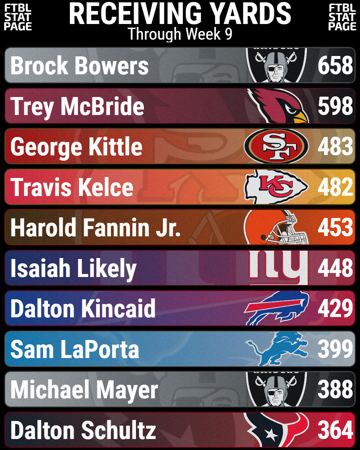 FTBL
STAT
PAGE
RECEIVING YARDS
Through Week 9
FTBL
STAT
PAGE
Brock Bowers 658
Trey McBride 598
George Kittle SF 483
Travis Kelce KC 482
Harold Fannin Jr. 453
Isaiah Likely ny 448
Dalton Kincaid 429
Sam LaPorta 399
Michael Mayer 388
Dalton Schultz 364